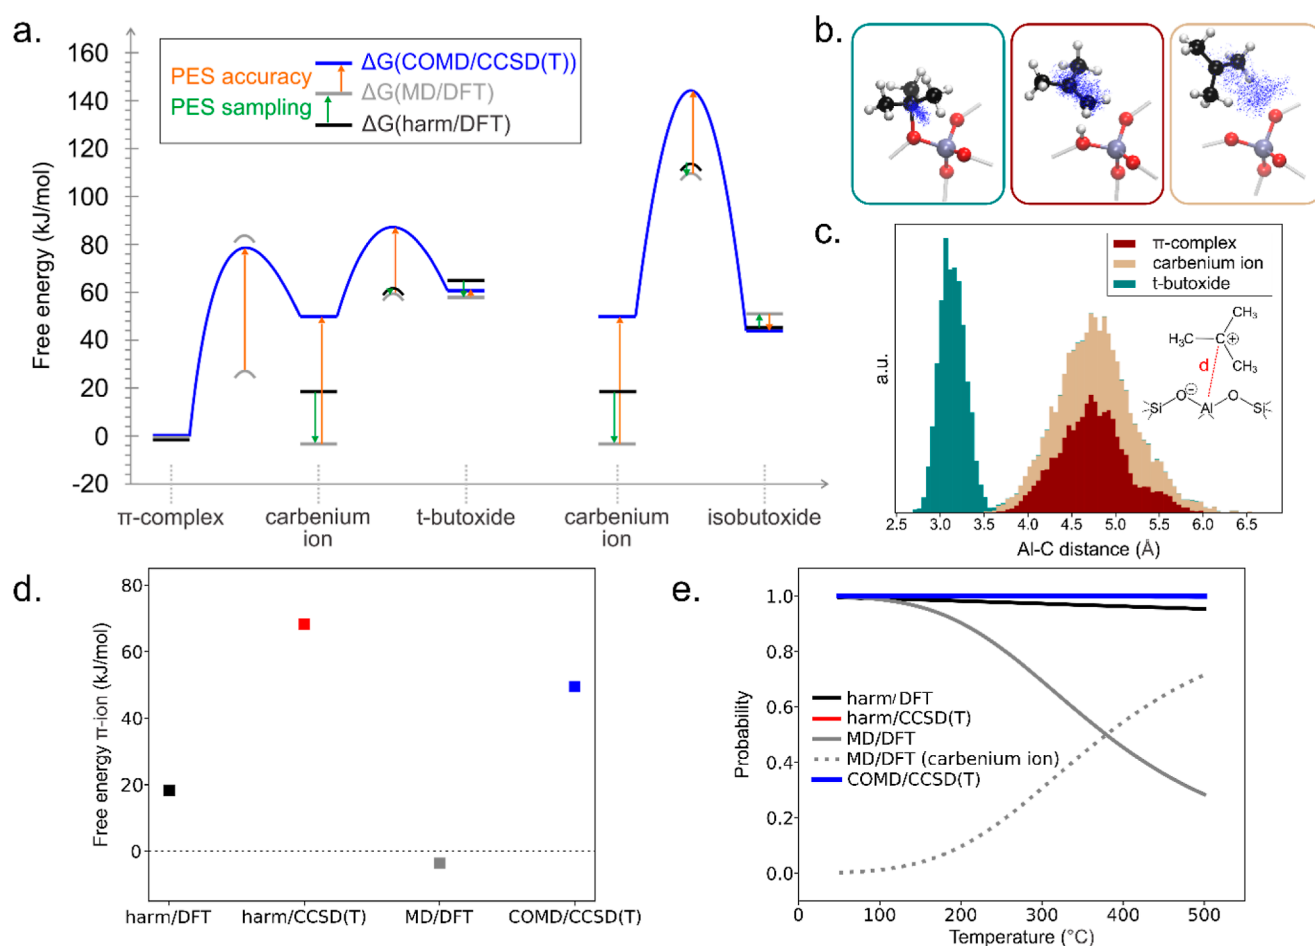 a.
160
140
120
100
80
60
40
20
0
-20
Free energy (kJ/mol)
PES accuracy
PES sampling
ΔG(COMD/CCSD(T))
ΔG(MD/DFT)
ΔG(harm/DFT)
π-complex
carbenium
ion
t-butoxide
carbenium
ion
isobutoxide
b.
c.
π-complex
carbenium ion
t-butoxide
a.u.
CH₃
H₃C
C
+
CH₃
d
−
Si
O
Al
O
Si
2.5 3.0 3.5 4.0 4.5 5.0 5.5 6.0 6.5
Al-C distance (Å)
d.
80
60
40
20
0
Free energy π-ion (kJ/mol)
harm/DFT harm/CCSD(T) MD/DFT COMD/CCSD(T)
e.
1.0
0.8
0.6
0.4
0.2
0.0
Probability
harm/DFT
harm/CCSD(T)
MD/DFT
MD/DFT (carbenium ion)
COMD/CCSD(T)
0 100 200 300 400 500
Temperature (°C)